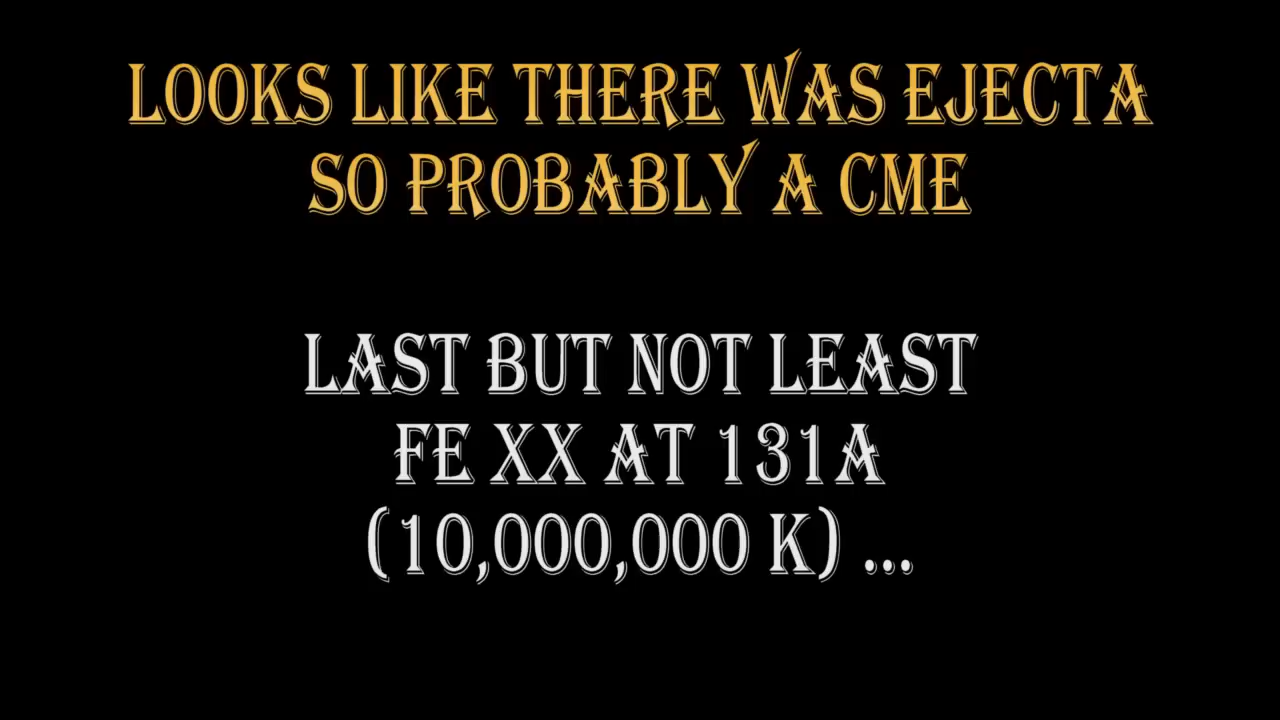 LOOKS LIKE THERE WAS EJECTA
SO PROBABLY A CME
LAST BUT NOT LEAST
FE XX AT 131A
(10,000,000 K) ...